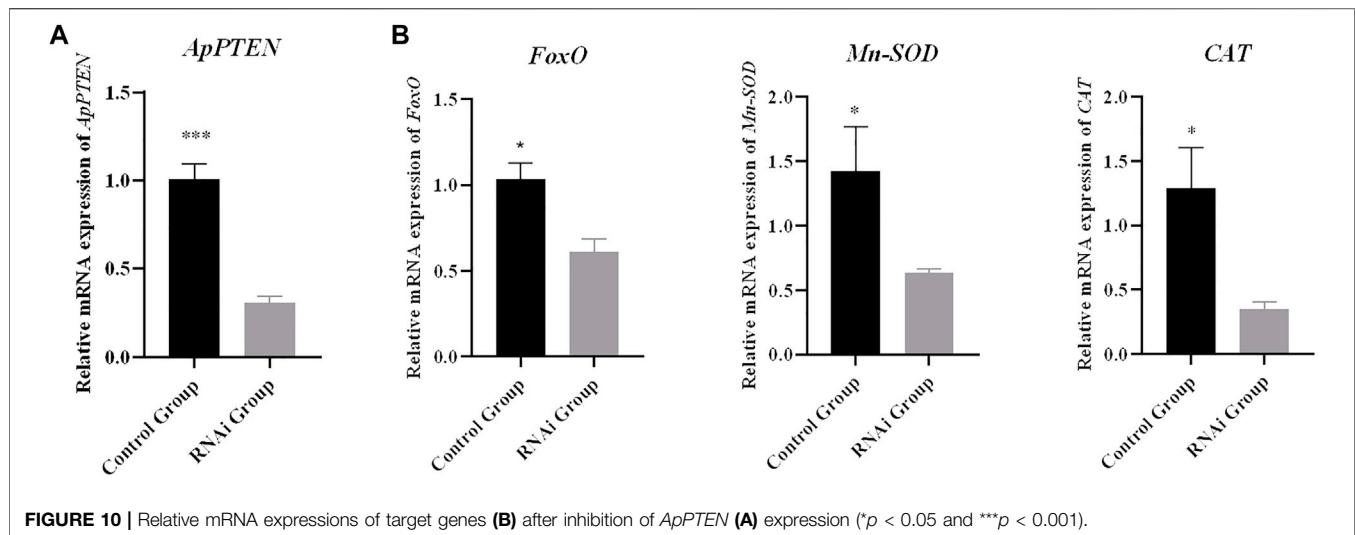 A
ApPTEN
Relative mRNA expression of ApPTEN
1.5
1.0
0.5
0.0
***
Control Group
RNAi Group
B
FoxO
Relative mRNA expression of FoxO
1.5
1.0
0.5
0.0
*
Control Group
RNAi Group
Mn-SOD
Relative mRNA expression of Mn-SOD
2.0
1.5
1.0
0.5
0.0
*
Control Group
RNAi Group
CAT
Relative mRNA expression of CAT
2.0
1.5
1.0
0.5
0.0
*
Control Group
RNAi Group
FIGURE 10 | Relative mRNA expressions of target genes (B) after inhibition of ApPTEN (A) expression (*p < 0.05 and ***p < 0.001).